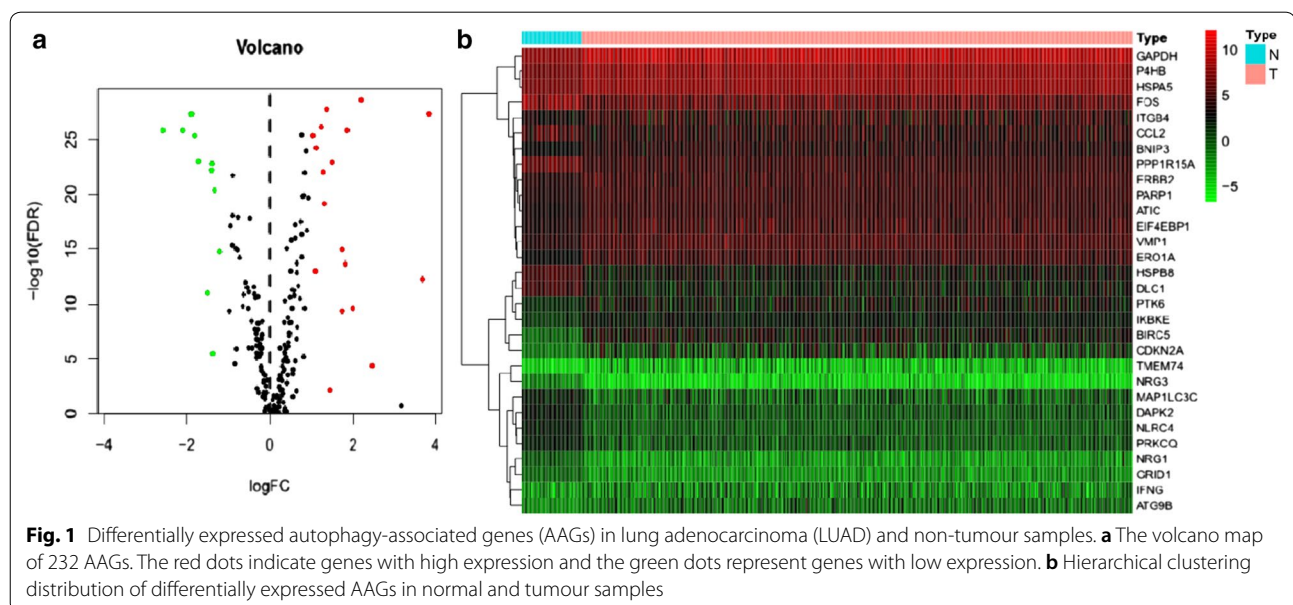 a
Volcano
-log10(FDR)
25
20
15
10
5
0
-4 -2 0 2 4
logFC
b
Type
GAPDH
P4HB
HSPA5
FOS
ITGB4
CCL2
BNIP3
PPP1R15A
ERBB2
PARP1
ATIC
EIF4EBP1
VMP1
ERO1A
HSPB8
DLC1
PTK6
IKBKE
BIRC5
CDKN2A
TMEM74
NRG3
MAP1LC3C
DAPK2
NLRC4
PRKCQ
NRG1
GRID1
IFNG
ATG9B
10
5
0
-5
Type
N
T
Fig. 1 Differentially expressed autophagy-associated genes (AAGs) in lung adenocarcinoma (LUAD) and non-tumour samples. a The volcano map
of 232 AAGs. The red dots indicate genes with high expression and the green dots represent genes with low expression. b Hierarchical clustering
distribution of differentially expressed AAGs in normal and tumour samples